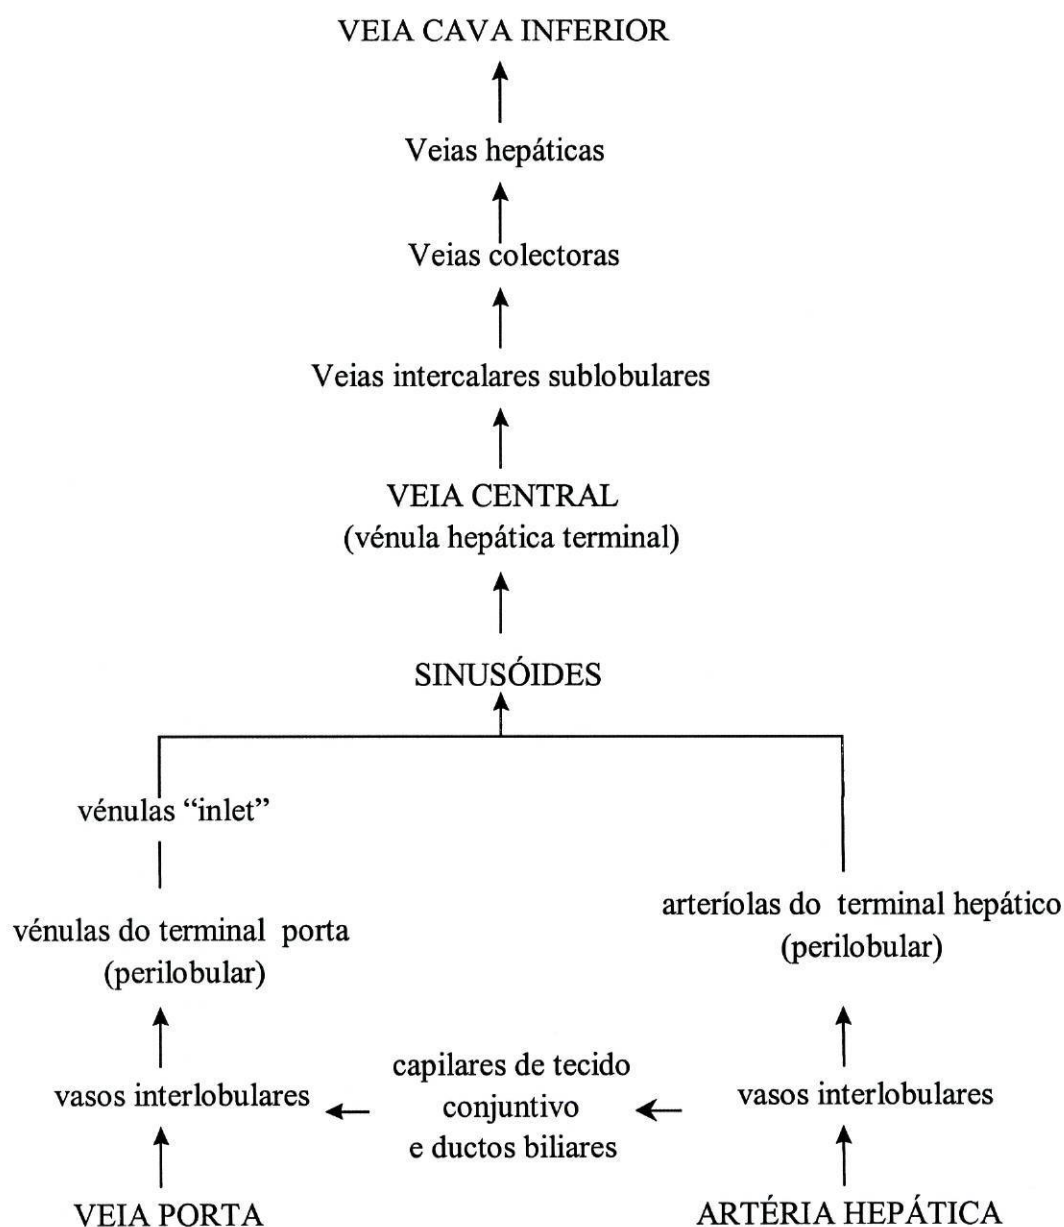 VEIA CAVA INFERIOR
Veias hepáticas
Veias colectoras
Veias intercalares sublobulares
VEIA CENTRAL
(vénula hepática terminal)
SINUSÓIDES
vénulas “inlet”
vénulas do terminal porta
(perilobular)
arteríolas do terminal hepático
(perilobular)
vasos interlobulares
capilares de tecido
conjuntivo
e ductos biliares
vasos interlobulares
VEIA PORTA
ARTÉRIA HEPÁTICA